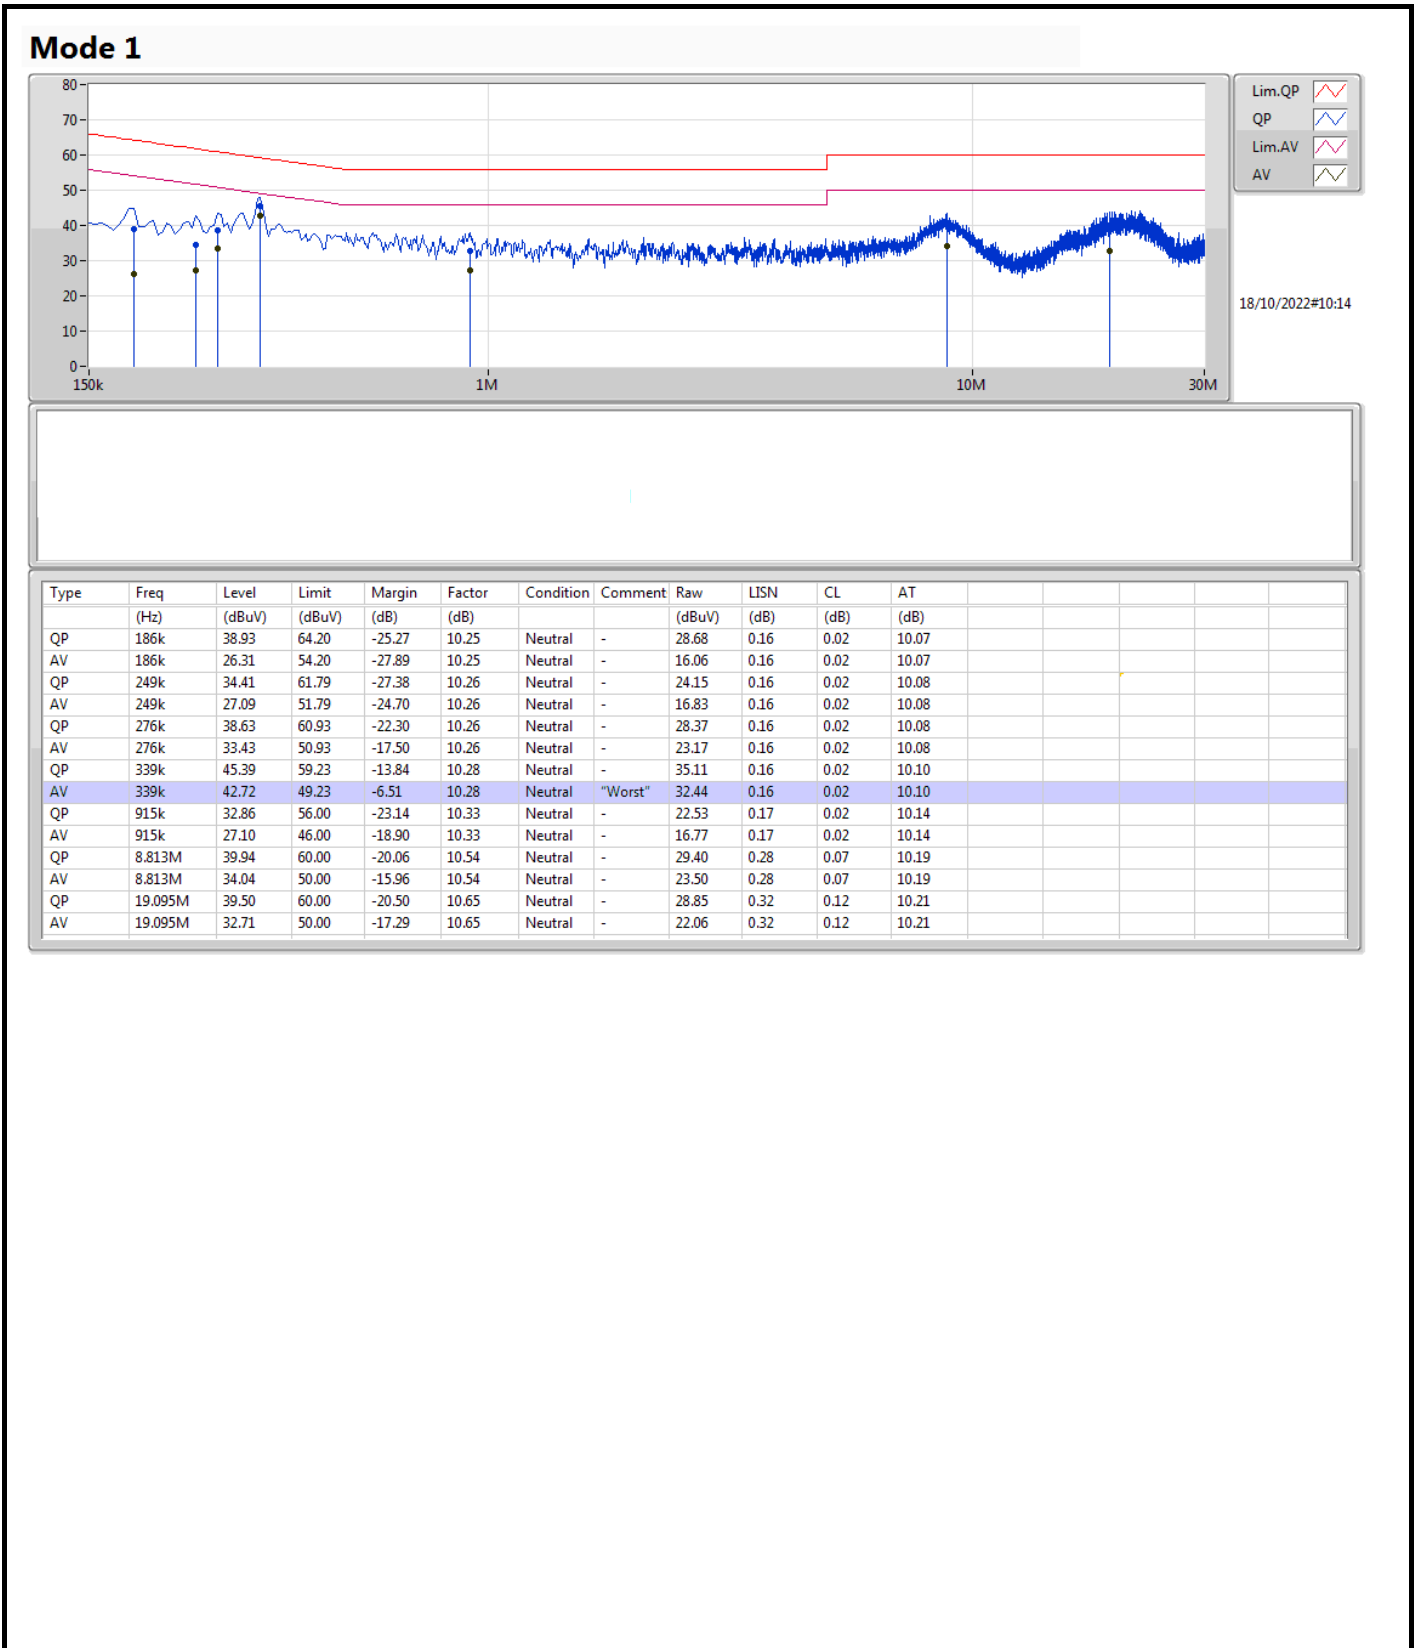 Mode 1
80
70
60
50
40
30
20
10
0
150k 1M 10M 30M
Lim.QP
QP
Lim.AV
AV
18/10/2022#10:14
Type Freq Level Limit Margin Factor Condition Comment Raw LISN CL AT
(Hz) (dBuV) (dBuV) (dB) (dB) (dBuV) (dB) (dB) (dB)
QP 186k 38.93 64.20 -25.27 10.25 Neutral - 28.68 0.16 0.02 10.07
AV 186k 26.31 54.20 -27.89 10.25 Neutral - 16.06 0.16 0.02 10.07
QP 249k 34.41 61.79 -27.38 10.26 Neutral - 24.15 0.16 0.02 10.08
AV 249k 27.09 51.79 -24.70 10.26 Neutral - 16.83 0.16 0.02 10.08
QP 276k 38.63 60.93 -22.30 10.26 Neutral - 28.37 0.16 0.02 10.08
AV 276k 33.43 50.93 -17.50 10.26 Neutral - 23.17 0.16 0.02 10.08
QP 339k 45.39 59.23 -13.84 10.28 Neutral - 35.11 0.16 0.02 10.10
AV 339k 42.72 49.23 -6.51 10.28 Neutral "Worst" 32.44 0.16 0.02 10.10
QP 915k 32.86 56.00 -23.14 10.33 Neutral - 22.53 0.17 0.02 10.14
AV 915k 27.10 46.00 -18.90 10.33 Neutral - 16.77 0.17 0.02 10.14
QP 8.813M 39.94 60.00 -20.06 10.54 Neutral - 29.40 0.28 0.07 10.19
AV 8.813M 34.04 50.00 -15.96 10.54 Neutral - 23.50 0.28 0.07 10.19
QP 19.095M 39.50 60.00 -20.50 10.65 Neutral - 28.85 0.32 0.12 10.21
AV 19.095M 32.71 50.00 -17.29 10.65 Neutral - 22.06 0.32 0.12 10.21